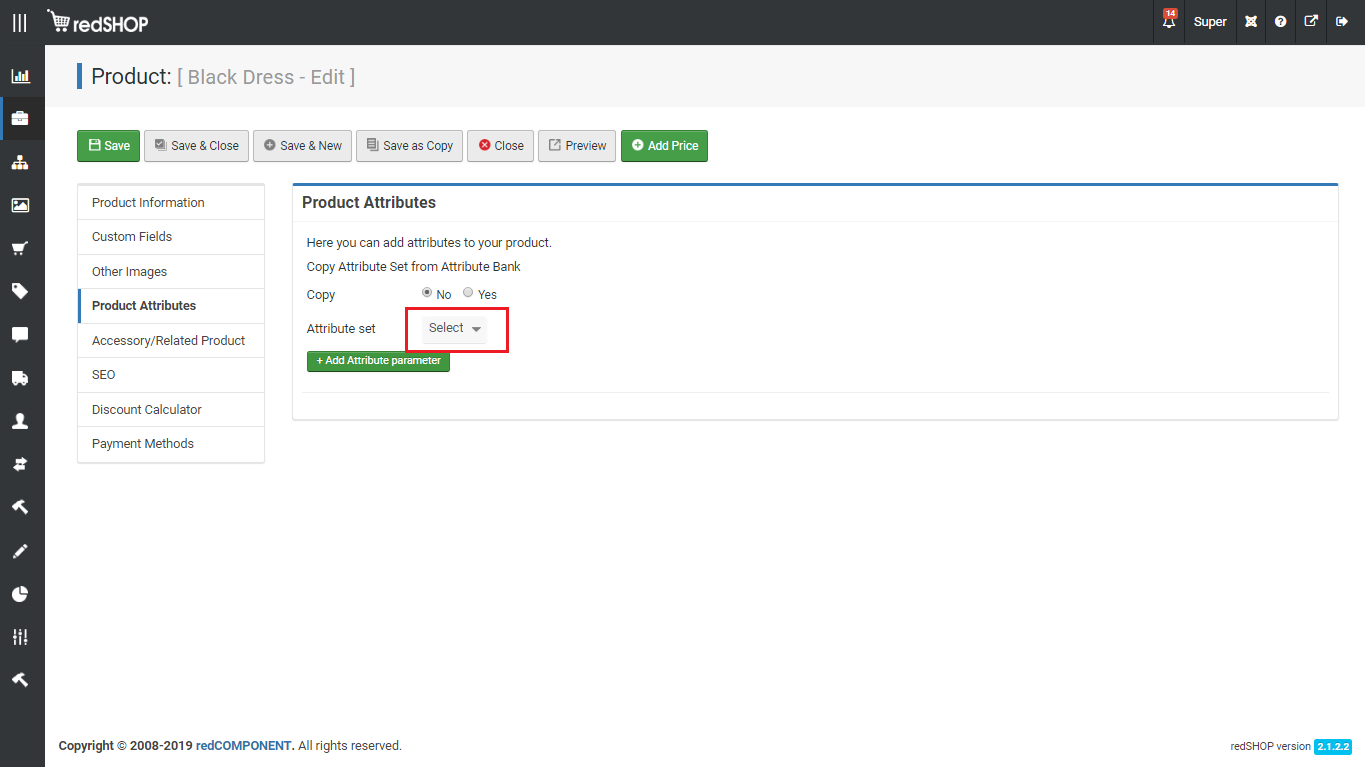 redSHOP
14
Super
Product: [ Black Dress - Edit ]
Save
Save & Close
Save & New
Save as Copy
Close
Preview
Add Price
Product Information
Custom Fields
Other Images
Product Attributes
Accessory/Related Product
SEO
Discount Calculator
Payment Methods
Product Attributes
Here you can add attributes to your product.
Copy Attribute Set from Attribute Bank
Copy No Yes
Attribute set Select
+ Add Attribute parameter
Copyright © 2008-2019 redCOMPONENT. All rights reserved.
redSHOP version 2.1.2.2